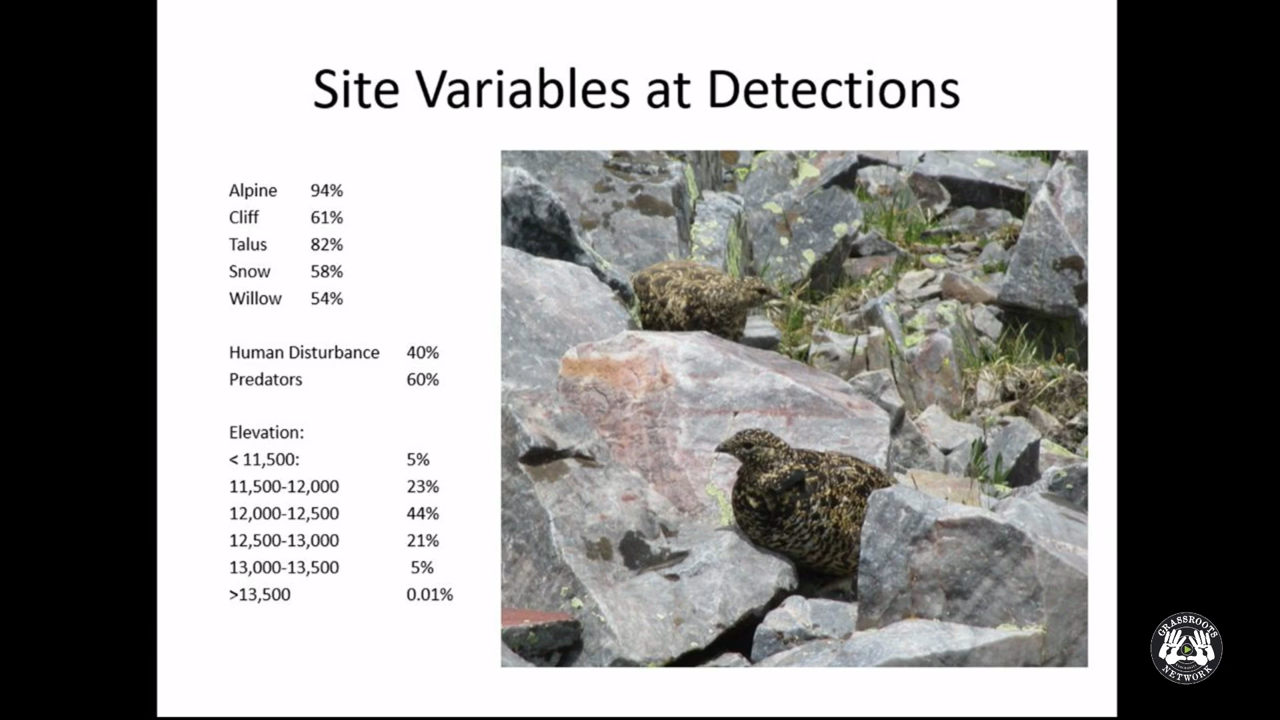 Site Variables at Detections
Alpine 94%
Cliff 61%
Talus 82%
Snow 58%
Willow 54%
Human Disturbance 40%
Predators 60%
Elevation:
< 11,500: 5%
11,500-12,000 23%
12,000-12,500 44%
12,500-13,000 21%
13,000-13,500 5%
>13,500 0.01%
GRASSROOTS
NETWORK